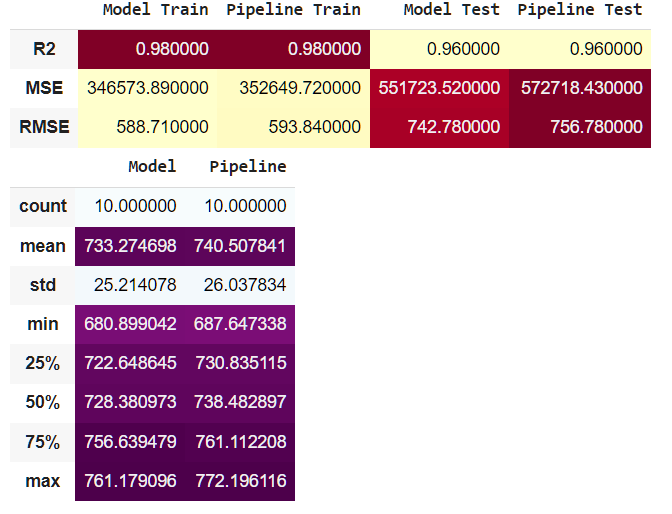 Model Train Pipeline Train Model Test Pipeline Test
R2 0.980000 0.980000 0.960000 0.960000
MSE 346573.890000 352649.720000 551723.520000 572718.430000
RMSE 588.710000 593.840000 742.780000 756.780000
Model Pipeline
count 10.000000 10.000000
mean 733.274698 740.507841
std 25.214078 26.037834
min 680.899042 687.647338
25% 722.648645 730.835115
50% 728.380973 738.482897
75% 756.639479 761.112208
max 761.179096 772.196116